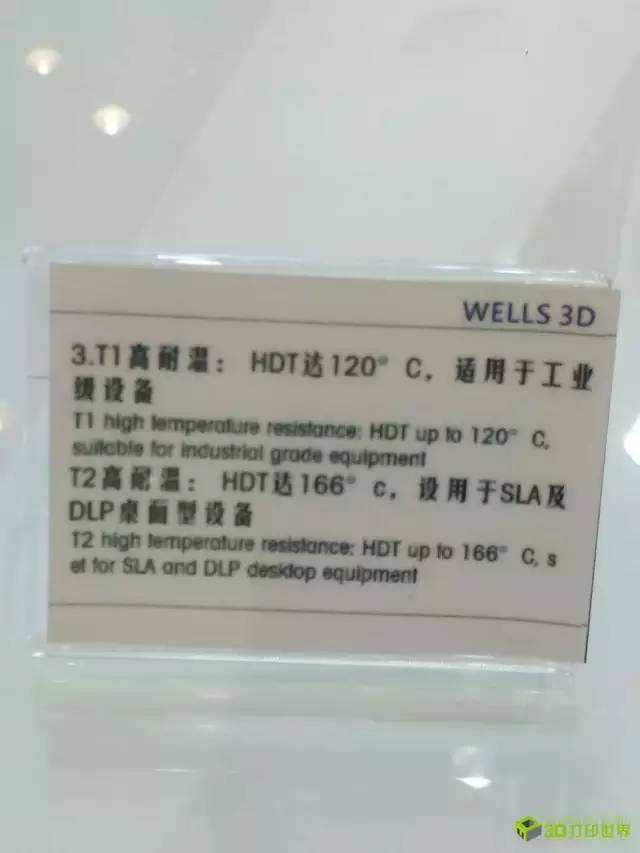 WELLS 3D
3.T1高耐温： HDT达120° C，适用于工业
级设备
T1 high temperature resistance: HDT up to 120° C,
suitable for industrial grade equipment
T2高耐温： HDT达166° c，设用于SLA及
DLP桌面型设备
T2 high temperature resistance: HDT up to 166° C, s
et for SLA and DLP desktop equipment
3D打印世界